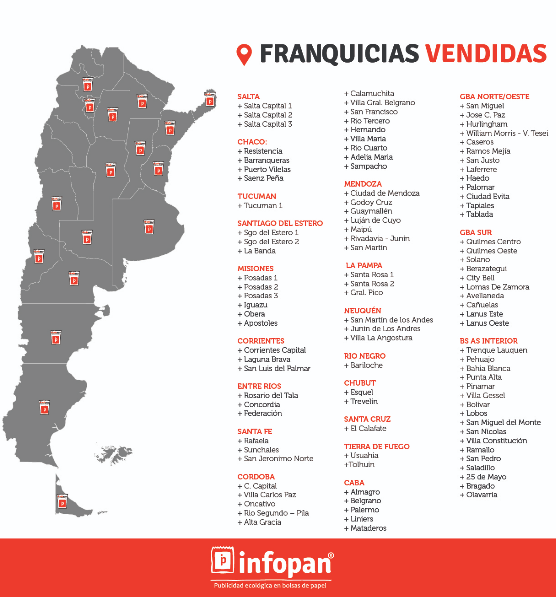 FRANQUICIAS VENDIDAS
SALTA
+ Salta Capital 1
+ Salta Capital 2
+ Salta Capital 3
CHACO:
+ Resistencia
+ Barranqueras
+ Puerto Vilelas
+ Saenz Peña
TUCUMAN
+ Tucuman 1
SANTIAGO DEL ESTERO
+ Sgo del Estero 1
+ Sgo del Estero 2
+ La Banda
MISIONES
+ Posadas 1
+ Posadas 2
+ Posadas 3
+ Iguazu
+ Obera
+ Apostoles
CORRIENTES
+ Corrientes Capital
+ Laguna Brava
+ San Luis del Palmar
ENTRE RIOS
+ Rosario del Tala
+ Concordia
+ Federación
SANTA FE
+ Rafaela
+ Sunchales
+ San Jeronimo Norte
CORDOBA
+ C. Capital
+ Villa Carlos Paz
+ Oncativo
+ Rio Segundo – Pila
+ Alta Gracia
+ Calamuchita
+ Villa Gral. Belgrano
+ San Francisco
+ Rio Tercero
+ Hernando
+ Villa Maria
+ Rio Cuarto
+ Adelia Maria
+ Sampacho
MENDOZA
+ Ciudad de Mendoza
+ Godoy Cruz
+ Guaymallén
+ Luján de Cuyo
+ Maipú
+ Rivadavia - Junín
+ San Martin
LA PAMPA
+ Santa Rosa 1
+ Santa Rosa 2
+ Gral. Pico
NEUQUÉN
+ San Martin de los Andes
+ Junin de Los Andres
+ Villa La Angostura
RIO NEGRO
+ Bariloche
CHUBUT
+ Esquel
+ Trevelin
SANTA CRUZ
+ El Calafate
TIERRA DE FUEGO
+ Usuahia
+Tolhuin
CABA
+ Almagro
+ Belgrano
+ Palermo
+ Liniers
+ Mataderos
GBA NORTE/OESTE
+ San Miguel
+ Jose C. Paz
+ Hurlingham
+ William Morris - V. Tesei
+ Caseros
+ Ramos Mejía
+ San Justo
+ Laferrere
+ Haedo
+ Palomar
+ Ciudad Evita
+ Tapiales
+ Tablada
GBA SUR
+ Quilmes Centro
+ Quilmes Oeste
+ Solano
+ Berazategui
+ City Bell
+ Lomas De Zamora
+ Avellaneda
+ Cañuelas
+ Lanus Este
+ Lanus Oeste
BS AS INTERIOR
+ Trenque Lauquen
+ Pehuajo
+ Bahia Blanca
+ Punta Alta
+ Pinamar
+ Villa Gessel
+ Bolivar
+ Lobos
+ San Miguel del Monte
+ San Nicolas
+ Villa Constitución
+ Ramallo
+ San Pedro
+ Saladillo
+ 25 de Mayo
+ Bragado
+ Olavarria
infopan®
Publicidad ecológica en bolsas de papel